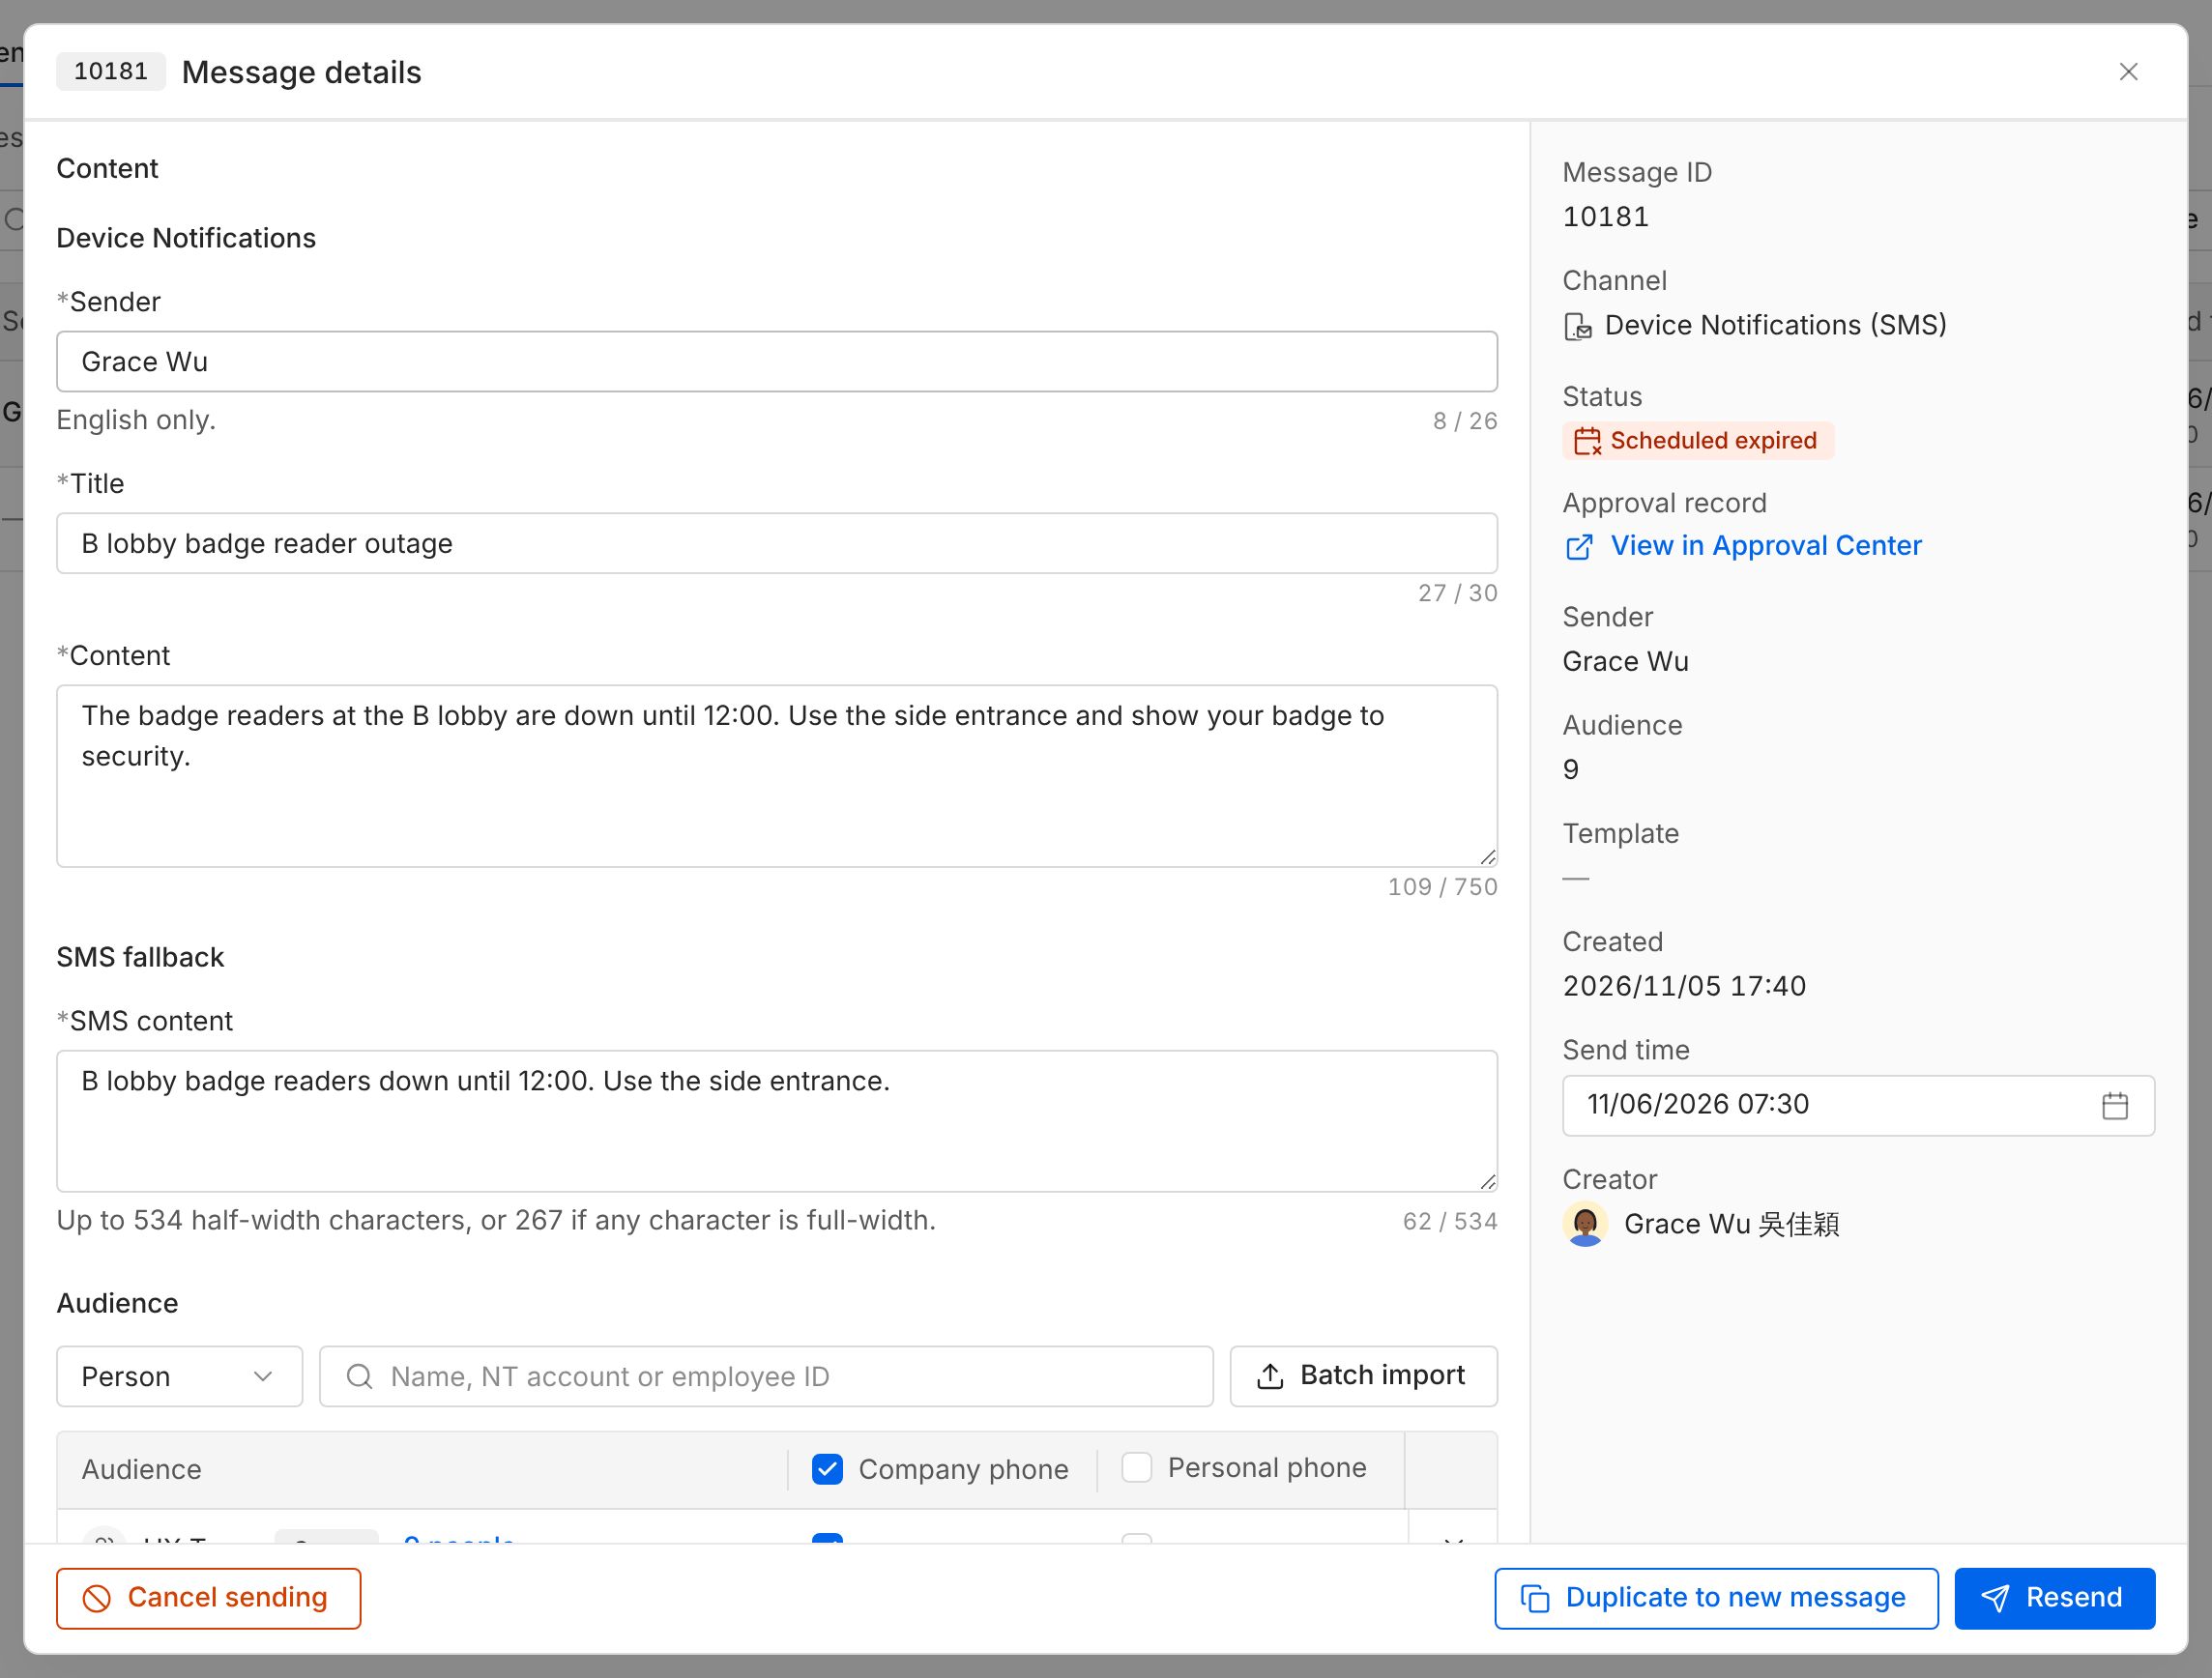 10181 Message details
Content
Device Notifications
*Sender
Grace Wu
English only.
8 / 26
*Title
B lobby badge reader outage
27 / 30
*Content
The badge readers at the B lobby are down until 12:00. Use the side entrance and show your badge to
security.
109 / 750
SMS fallback
*SMS content
B lobby badge readers down until 12:00. Use the side entrance.
Up to 534 half-width characters, or 267 if any character is full-width.
62 / 534
Audience
Person
Name, NT account or employee ID
Batch import
Audience
Company phone
Personal phone
Message ID
10181
Channel
Device Notifications (SMS)
Status
Scheduled expired
Approval record
View in Approval Center
Sender
Grace Wu
Audience
9
Template
—
Created
2026/11/05 17:40
Send time
11/06/2026 07:30
Creator
Grace Wu 吳佳穎
Cancel sending
Duplicate to new message
Resend